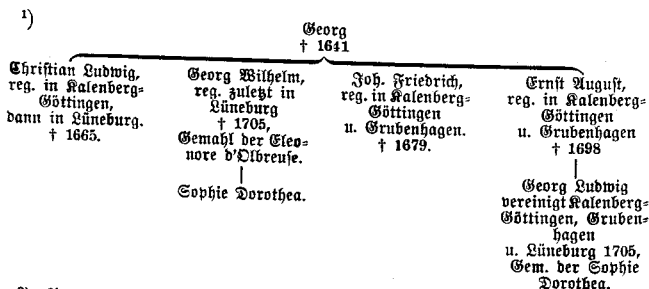 1)
Georg
† 1641
Christian Ludwig,
reg. in Kalenberg-
Göttingen,
dann in Lüneburg.
† 1665.
Georg Wilhelm,
reg. zuletzt in
Lüneburg
† 1705,
Gemahl der Eleo-
nore d'Olbreuse.
Sophie Dorothea.
Joh. Friedrich,
reg. in Kalenberg-
Göttingen
u. Grubenhagen.
† 1679.
Ernst August,
reg. in Kalenberg-
Göttingen
u. Grubenhagen
† 1698
Georg Ludwig
vereinigt Kalenberg-
Göttingen, Gruben-
hagen
u. Lüneburg 1705,
Gem. der Sophie
Dorothea.